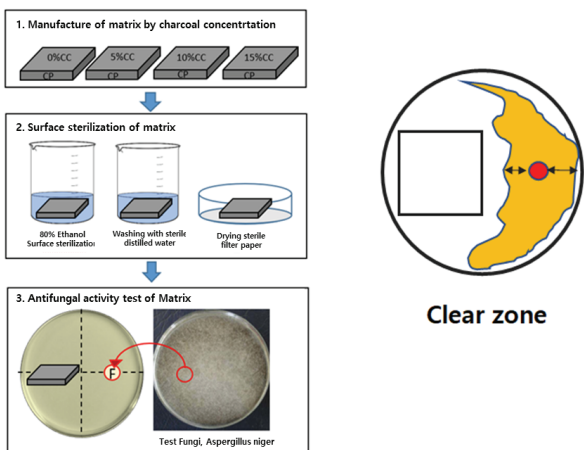 1. Manufacture of matrix by charcoal concentrtation
0%CC
5%CC
10%CC
15%CC
CP
CP
CP
CP
2. Surface sterilization of matrix
80% Ethanol
Surface sterilizatio
Washing with sterile
distilled water
Drying sterile
filter paper
3. Antifungal activity test of Matrix
F
Test Fungi, Aspergillus niger
Clear zone